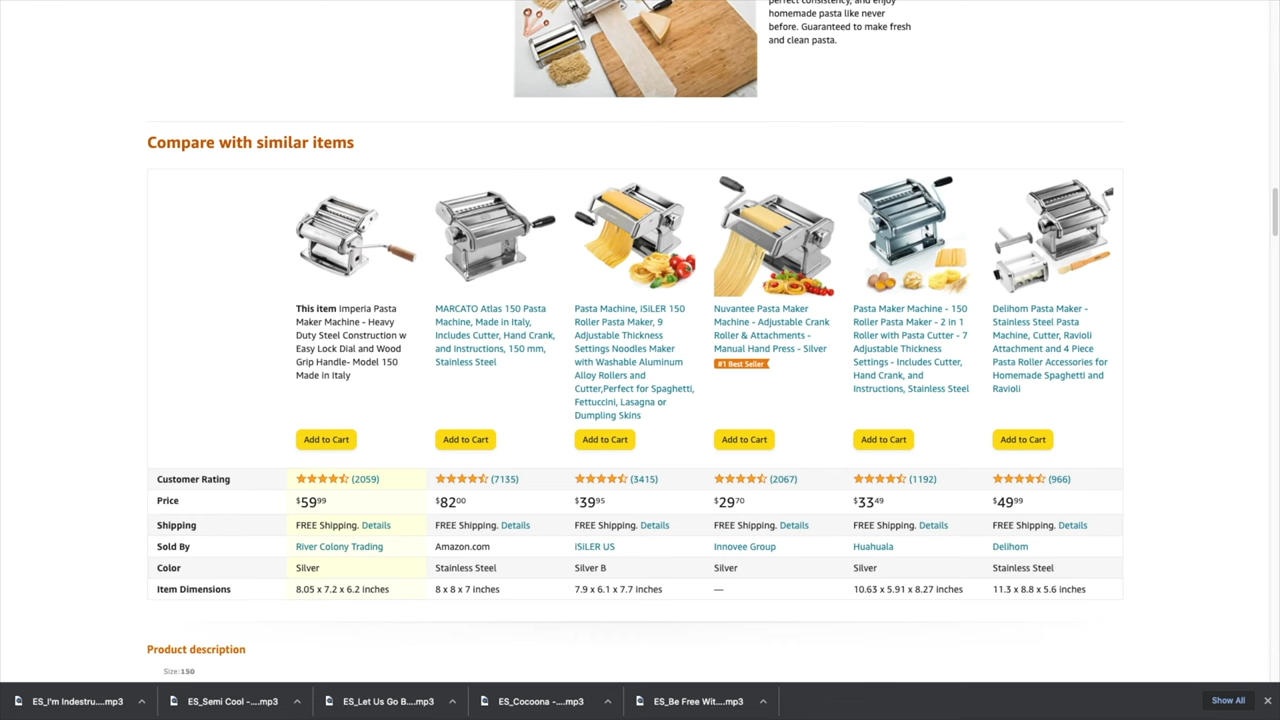 perfect consistency, and enjoy
homemade pasta like never
before. Guaranteed to make fresh
and clean pasta.
Compare with similar items
This item Imperia Pasta
Maker Machine - Heavy
Duty Steel Construction w
Easy Lock Dial and Wood
Grip Handle- Model 150
Made in Italy
MARCATO Atlas 150 Pasta
Machine, Made in Italy,
Includes Cutter, Hand Crank,
and Instructions, 150 mm,
Stainless Steel
Pasta Machine, iSiLER 150
Roller Pasta Maker, 9
Adjustable Thickness
Settings Noodles Maker
with Washable Aluminum
Alloy Rollers and
Cutter,Perfect for Spaghetti,
Fettuccini, Lasagna or
Dumpling Skins
Nuvantee Pasta Maker
Machine - Adjustable Crank
Roller & Attachments -
Manual Hand Press - Silver
#1 Best Seller
Pasta Maker Machine - 150
Roller Pasta Maker - 2 in 1
Roller with Pasta Cutter - 7
Adjustable Thickness
Settings - Includes Cutter,
Hand Crank, and
Instructions, Stainless Steel
Delihom Pasta Maker -
Stainless Steel Pasta
Machine, Cutter, Ravioli
Attachment and 4 Piece
Pasta Roller Accessories for
Homemade Spaghetti and
Ravioli
Add to Cart Add to Cart Add to Cart Add to Cart Add to Cart Add to Cart
Customer Rating (2059) (7135) (3415) (2067) (1192) (966)
Price $59.99 $82.00 $39.95 $29.70 $33.49 $49.99
Shipping FREE Shipping. Details FREE Shipping. Details FREE Shipping. Details FREE Shipping. Details FREE Shipping. Details FREE Shipping. Details
Sold By River Colony Trading Amazon.com iSiLER US Innovee Group Huahuala Delihom
Color Silver Stainless Steel Silver B Silver Silver Stainless Steel
Item Dimensions 8.05 x 7.2 x 6.2 inches 8 x 8 x 7 inches 7.9 x 6.1 x 7.7 inches — 10.63 x 5.91 x 8.27 inches 11.3 x 8.8 x 5.6 inches
Product description
Size:150
ES_I'm Indestru....mp3 ES_Semi Cool -....mp3 ES_Let Us Go B....mp3 ES_Cocoona -....mp3 ES_Be Free Wit....mp3 Show All